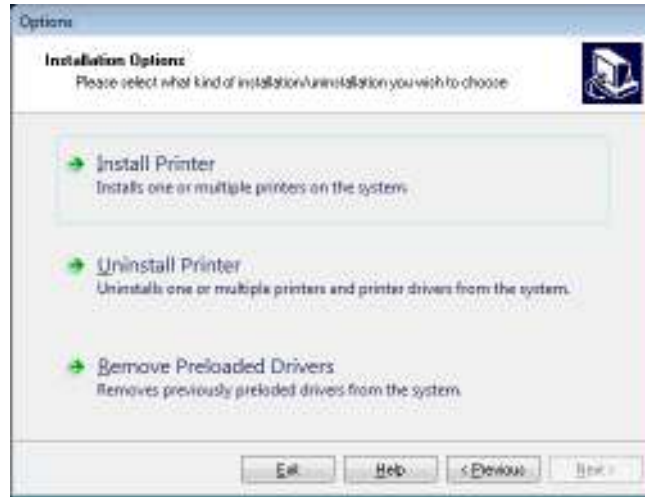 Options
Installation Options
Please select what kind of installation/uninstallation you wish to choose
Install Printer
Installs one or multiple printers on the system.
Uninstall Printer
Uninstalls one or multiple printers and printer drivers from the system.
Remove Preloaded Drivers
Removes previously preloded drivers from the system.
Exit Help < Previous Next >